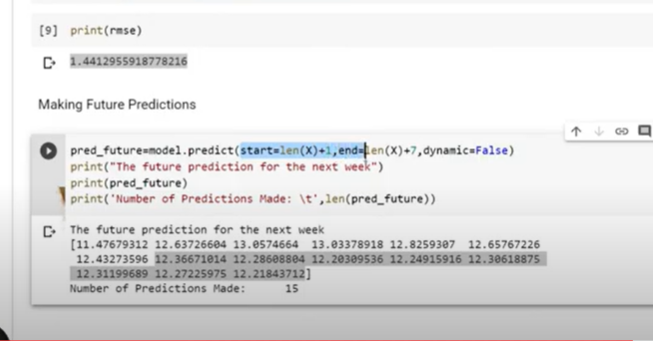 [9] print(rmse)
1.4412955918778216
Making Future Predictions
pred_future=model.predict(start=len(X)+1,end=len(X)+7,dynamic=False)
print("The future prediction for the next week")
print(pred_future)
print('Number of Predictions Made: \t',len(pred_future))
The future prediction for the next week
[11.47679312 12.63726604 13.0574664  13.03378918 12.8259307  12.65767226
12.43273596 12.36671014 12.28608804 12.20309536 12.24915916 12.30618875
12.31199689 12.27225975 12.21843712]
Number of Predictions Made: 15